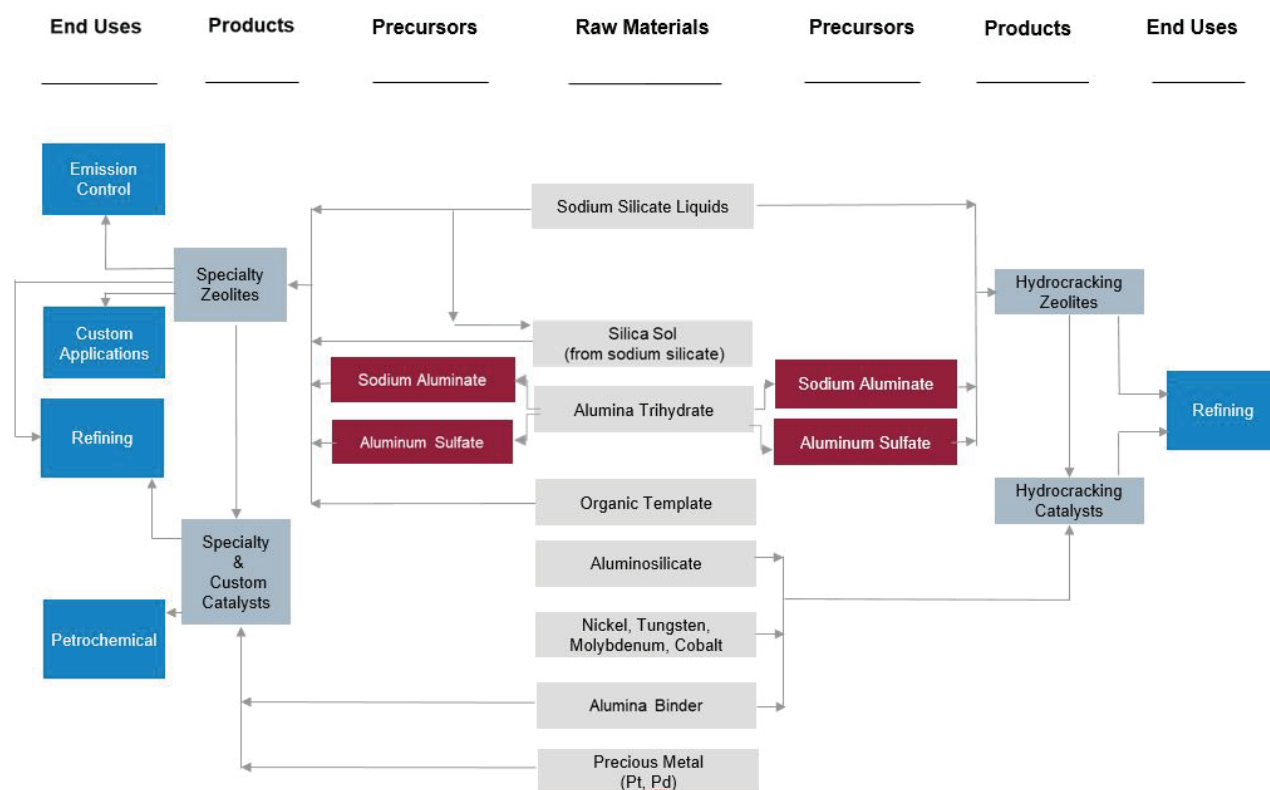 End Uses
Products
Precursors
Raw Materials
Precursors
Products
End Uses
Emission
Control
Sodium Silicate Liquids
Specialty
Zeolites
Hydrocracking
Zeolites
Custom
Applications
Silica Sol
(from sodium silicate)
Sodium Aluminate
Sodium Aluminate
Alumina Trihydrate
Refining
Refining
Aluminum Sulfate
Aluminum Sulfate
Organic Template
Hydrocracking
Catalysts
Specialty
&
Custom
Catalysts
Aluminosilicate
Petrochemical
Nickel, Tungsten,
Molybdenum, Cobalt
Alumina Binder
Precious Metal
(Pt, Pd)